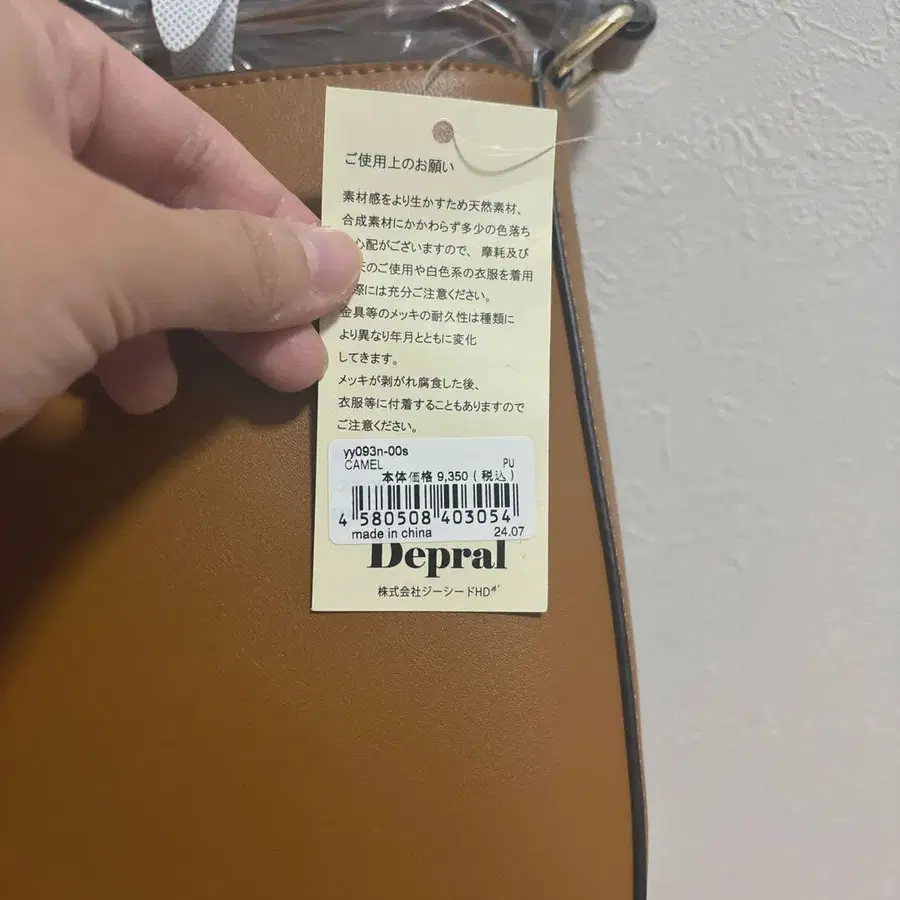 ご使用上のお願い
素材感をより生かすため天然素材、
合成素材にかかわらず多少の色落ち
心配がございますので、摩耗及び
のご使用や白色系の衣服を着用
際には充分ご注意ください。
金具等のメッキの耐久性は種類に
より異なり年月とともに変化
してきます。
メッキが剥がれ腐食した後、
衣服等に付着することもありますので
ご注意ください。
yy093n-00s
CAMEL PU
本体価格 9,350 (税込)
4 580508 403054
made in china 24.07
Depral
株式会社ジーシードHD